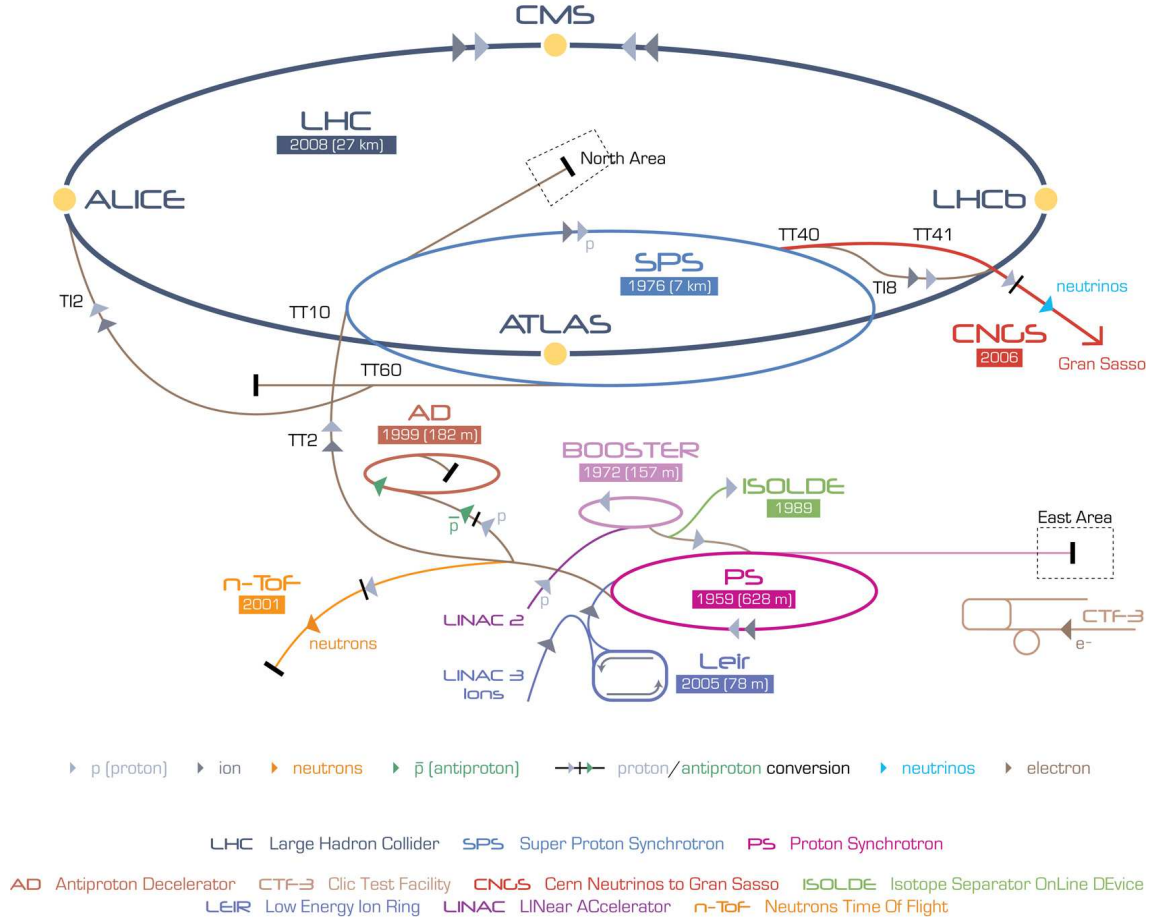 CMS
LHC
2008 (27 km)
North Area
ALICE
LHCb
TT40
TT41
p
SPS
1976 (7 km)
TI8
neutrinos
TI2
TT10
ATLAS
CNGS
2006
Gran Sasso
TT60
AD
1999 (182 m)
TT2
BOOSTER
1972 (157 m)
ISOLDE
1989
p̅
p
East Area
n-ToF
2001
PS
1959 (628 m)
p
LINAC 2
neutrons
CTF-3
e-
LINAC 3
Ions
Leir
2005 (78 m)
p (proton) ion neutrons p̅ (antiproton) proton/antiproton conversion neutrinos electron
LHC Large Hadron Collider SPS Super Proton Synchrotron PS Proton Synchrotron
AD Antiproton Decelerator CTF-3 Clic Test Facility CNGS Cern Neutrinos to Gran Sasso ISOLDE Isotope Separator OnLine DEvice
LEIR Low Energy Ion Ring LINAC LINear ACcelerator n-ToF Neutrons Time Of Flight